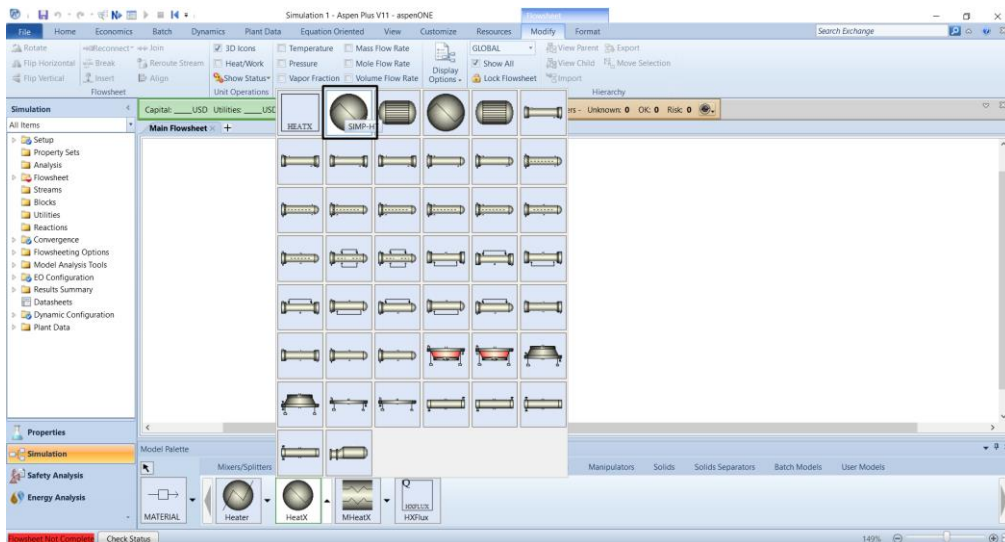 Simulation 1 - Aspen Plus V11 - aspenONE
Flowsheet
File Home Economics Batch Dynamics Plant Data Equation Oriented View Customize Resources Modify Format
Search Exchange
Rotate Reconnect Join 3D Icons Temperature Mass Flow Rate GLOBAL View Parent Export
Flip Horizontal Break Reroute Stream Heat/Work Pressure Mole Flow Rate Show All View Child Move Selection
Flip Vertical Insert Align Show Status Vapor Fraction Volume Flow Rate Display Options Lock Flowsheet Import
Flowsheet Unit Operations Hierarchy
Simulation
Capital: ____USD Utilities: ____USD
ers - Unknown: 0 OK: 0 Risk: 0
All Items
Main Flowsheet × +
HEATX
SIMP-H
Setup
Property Sets
Analysis
Flowsheet
Streams
Blocks
Utilities
Reactions
Convergence
Flowsheeting Options
Model Analysis Tools
EO Configuration
Results Summary
Datasheets
Dynamic Configuration
Plant Data
Properties
Simulation
Safety Analysis
Energy Analysis
Model Palette
Mixers/Splitters Manipulators Solids Solids Separators Batch Models User Models
Q
HXFLUX
MATERIAL Heater HeatX MHeatX HXFlux
Flowsheet Not Complete Check Status
149%